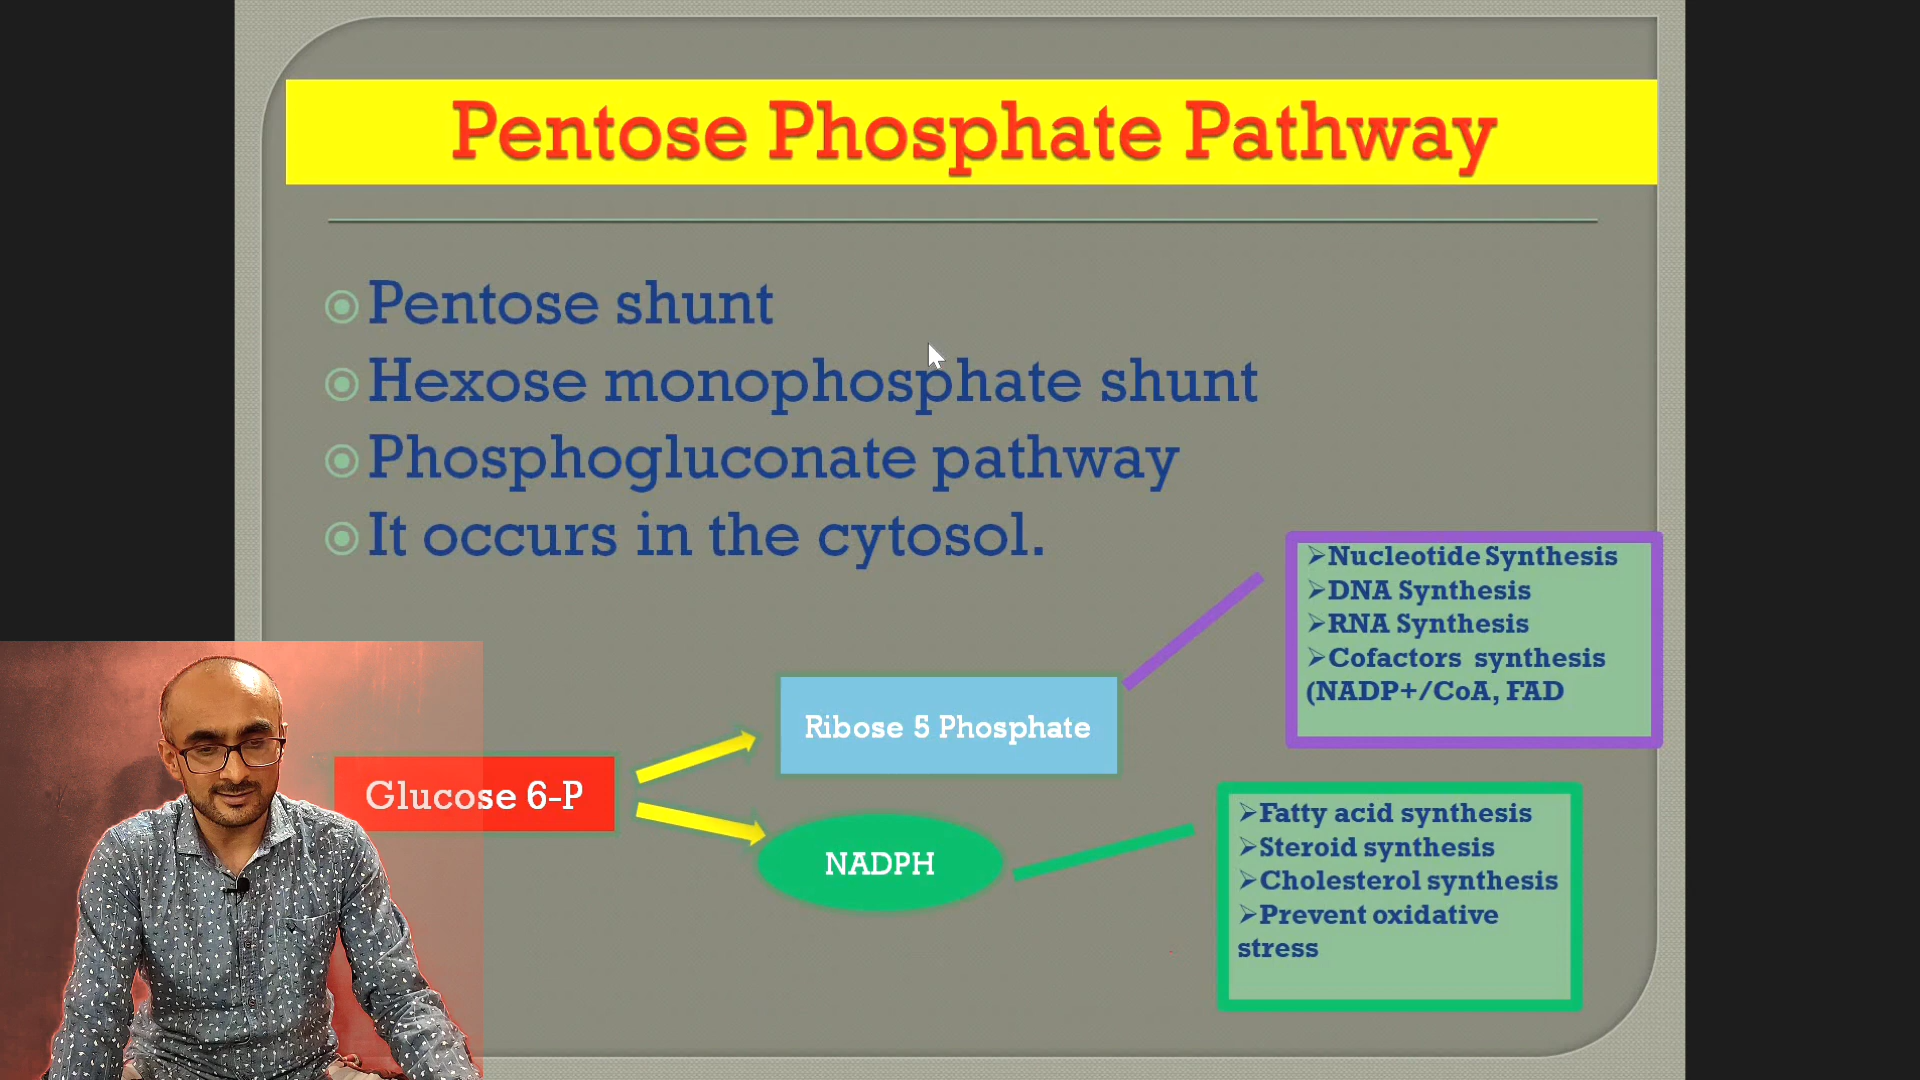 Pentose Phosphate Pathway
Pentose shunt
Hexose monophosphate shunt
Phosphogluconate pathway
It occurs in the cytosol.
Nucleotide Synthesis
DNA Synthesis
RNA Synthesis
Cofactors synthesis
(NADP+/CoA, FAD
Ribose 5 Phosphate
Glucose 6-P
NADPH
Fatty acid synthesis
Steroid synthesis
Cholesterol synthesis
Prevent oxidative
stress